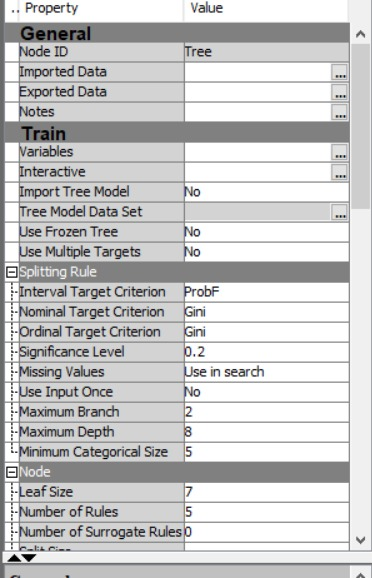 .. Property Value
General
Node ID Tree
Imported Data ...
Exported Data ...
Notes ...
Train
Variables ...
Interactive ...
Import Tree Model No
Tree Model Data Set ...
Use Frozen Tree No
Use Multiple Targets No
Splitting Rule
Interval Target Criterion ProbF
Nominal Target Criterion Gini
Ordinal Target Criterion Gini
Significance Level 0.2
Missing Values Use in search
Use Input Once No
Maximum Branch 2
Maximum Depth 8
Minimum Categorical Size 5
Node
Leaf Size 7
Number of Rules 5
Number of Surrogate Rules 0
Split Size